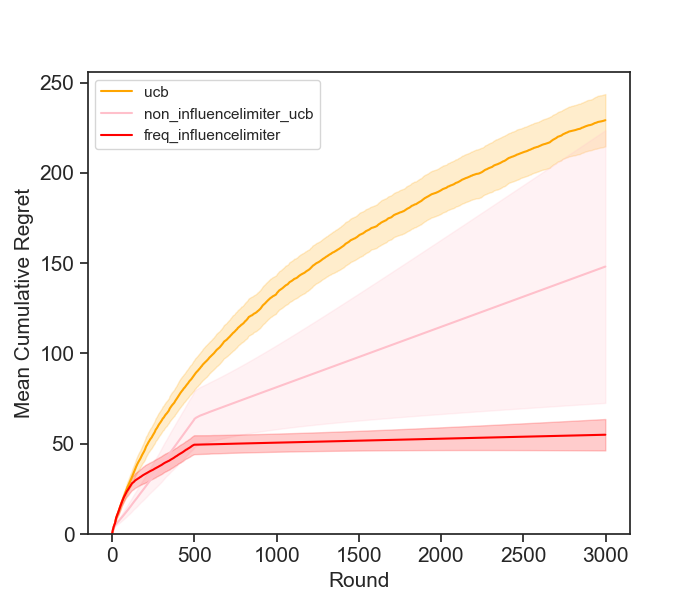 250
200
150
100
50
0
Mean Cumulative Regret
ucb
non_influencelimiter_ucb
freq_influencelimiter
0 500 1000 1500 2000 2500 3000
Round